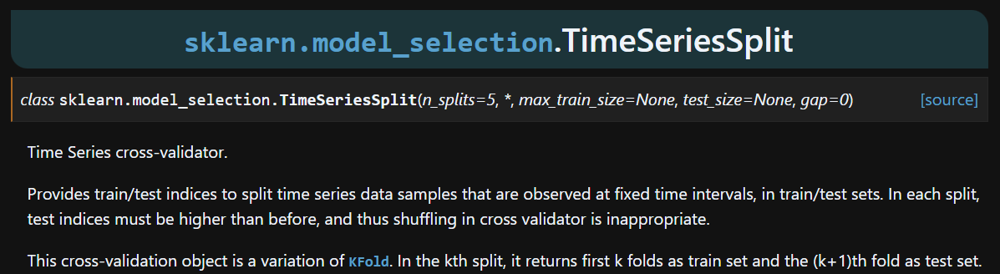 sklearn.model_selection.TimeSeriesSplit
class sklearn.model_selection.TimeSeriesSplit(n_splits=5, *, max_train_size=None, test_size=None, gap=0) [source]
Time Series cross-validator.
Provides train/test indices to split time series data samples that are observed at fixed time intervals, in train/test sets. In each split,
test indices must be higher than before, and thus shuffling in cross validator is inappropriate.
This cross-validation object is a variation of KFold. In the kth split, it returns first k folds as train set and the (k+1)th fold as test set.